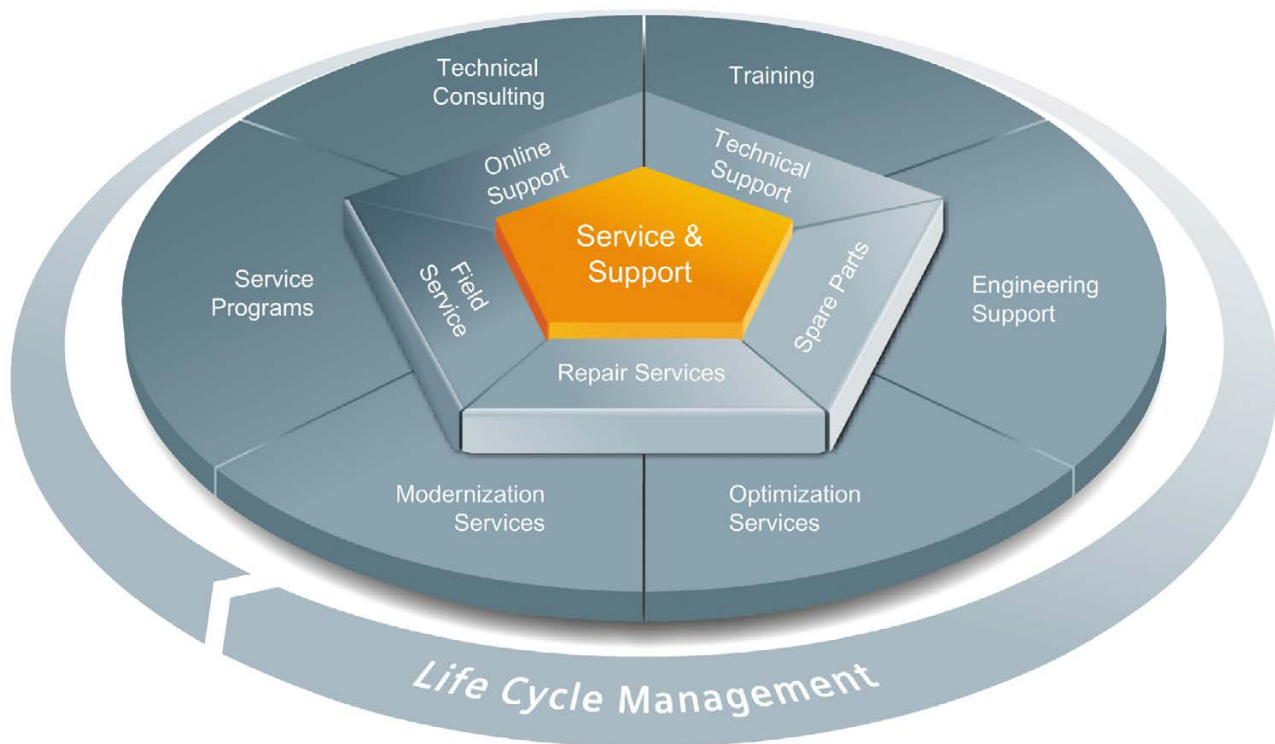 Technical
Consulting
Training
Online
Support
Technical
Support
Service &
Support
Service
Programs
Field
Service
Spare Parts
Engineering
Support
Repair Services
Modernization
Services
Optimization
Services
Life Cycle Management